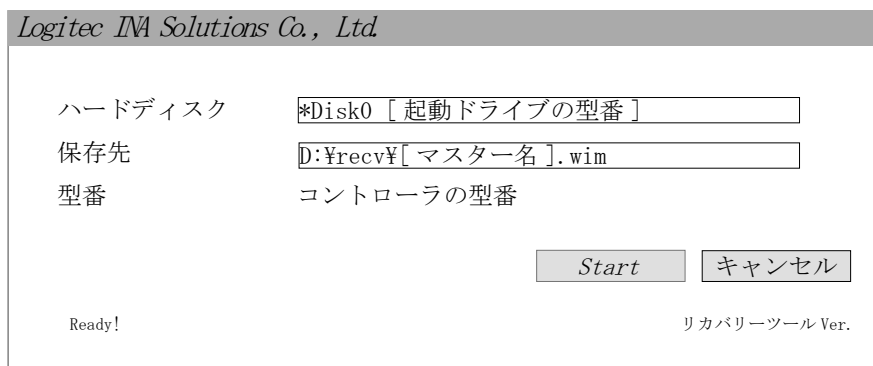 Logitec INA Solutions Co., Ltd.
ハードディスク *Disk0 [ 起動ドライブの型番 ]
保存先 D:¥recv¥[ マスター名 ].wim
型番 コントローラの型番
Start キャンセル
Ready! リカバリーツール Ver.